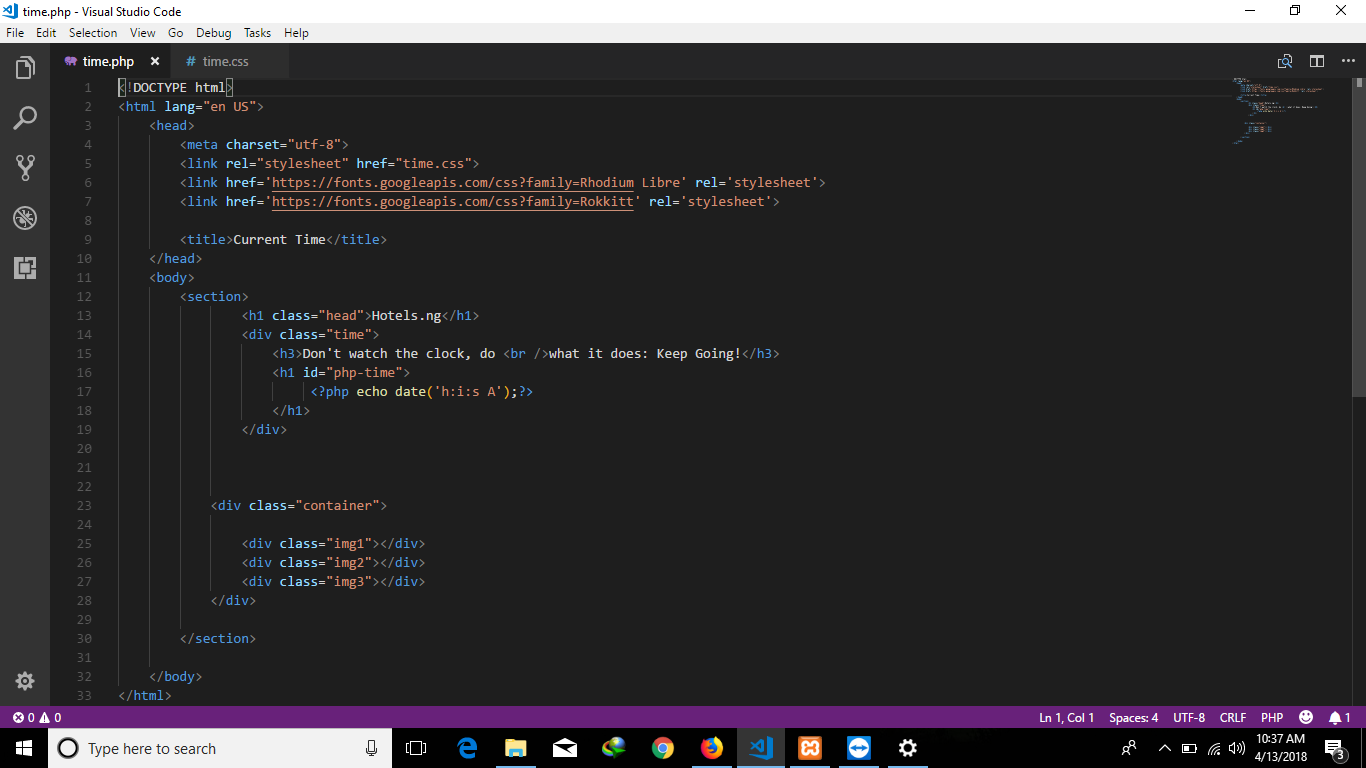 time.php - Visual Studio Code
File Edit Selection View Go Debug Tasks Help
time.php × # time.css
1 <!DOCTYPE html>
2 <html lang="en US">
3 <head>
4 <meta charset="utf-8">
5 <link rel="stylesheet" href="time.css">
6 <link href='https://fonts.googleapis.com/css?family=Rhodium Libre' rel='stylesheet'>
7 <link href='https://fonts.googleapis.com/css?family=Rokkitt' rel='stylesheet'>
8
9 <title>Current Time</title>
10 </head>
11 <body>
12 <section>
13 <h1 class="head">Hotels.ng</h1>
14 <div class="time">
15 <h3>Don't watch the clock, do <br />what it does: Keep Going!</h3>
16 <h1 id="php-time">
17 <?php echo date('h:i:s A');?>
18 </h1>
19 </div>
20
21
22
23 <div class="container">
24
25 <div class="img1"></div>
26 <div class="img2"></div>
27 <div class="img3"></div>
28 </div>
29
30 </section>
31
32 </body>
33 </html>
0 0 Ln 1, Col 1 Spaces: 4 UTF-8 CRLF PHP 1
Type here to search
10:37 AM
4/13/2018
3